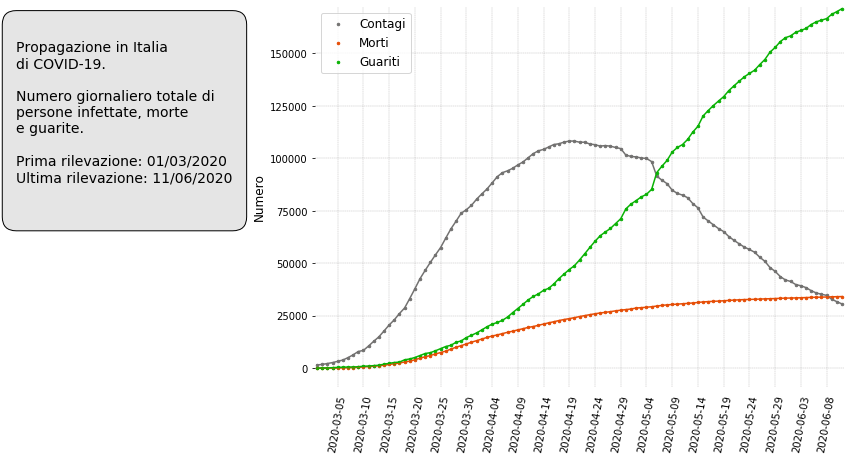 Propagazione in Italia
di COVID-19.
Numero giornaliero totale di
persone infettate, morte
e guarite.
Prima rilevazione: 01/03/2020
Ultima rilevazione: 11/06/2020
Contagi
Morti
Guariti
Numero
150000
125000
100000
75000
50000
25000
0
2020-03-05
2020-03-10
2020-03-15
2020-03-20
2020-03-25
2020-03-30
2020-04-04
2020-04-09
2020-04-14
2020-04-19
2020-04-24
2020-04-29
2020-05-04
2020-05-09
2020-05-14
2020-05-19
2020-05-24
2020-05-29
2020-06-03
2020-06-08